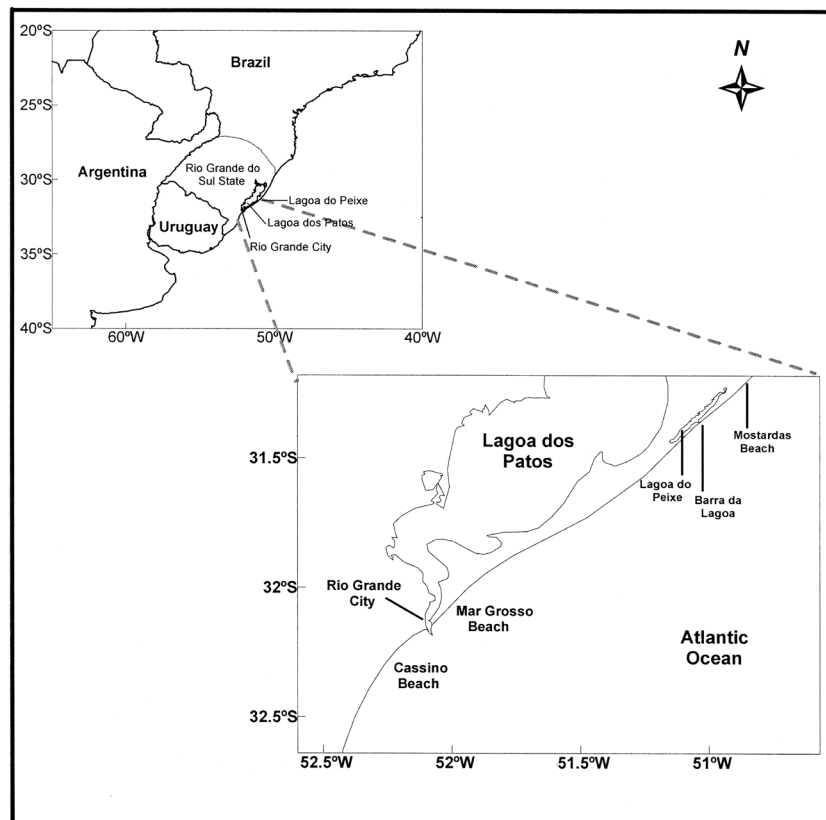 N
20ºS
25ºS
30ºS
35ºS
40ºS
60ºW
50ºW
40ºW
Brazil
Argentina
Rio Grande do
Sul State
Uruguay
Lagoa do Peixe
Lagoa dos Patos
Rio Grande City
31.5ºS
32ºS
32.5ºS
52.5ºW
52ºW
51.5ºW
51ºW
Lagoa dos
Patos
Mostardas
Beach
Lagoa do
Peixe
Barra da
Lagoa
Rio Grande
City
Mar Grosso
Beach
Cassino
Beach
Atlantic
Ocean